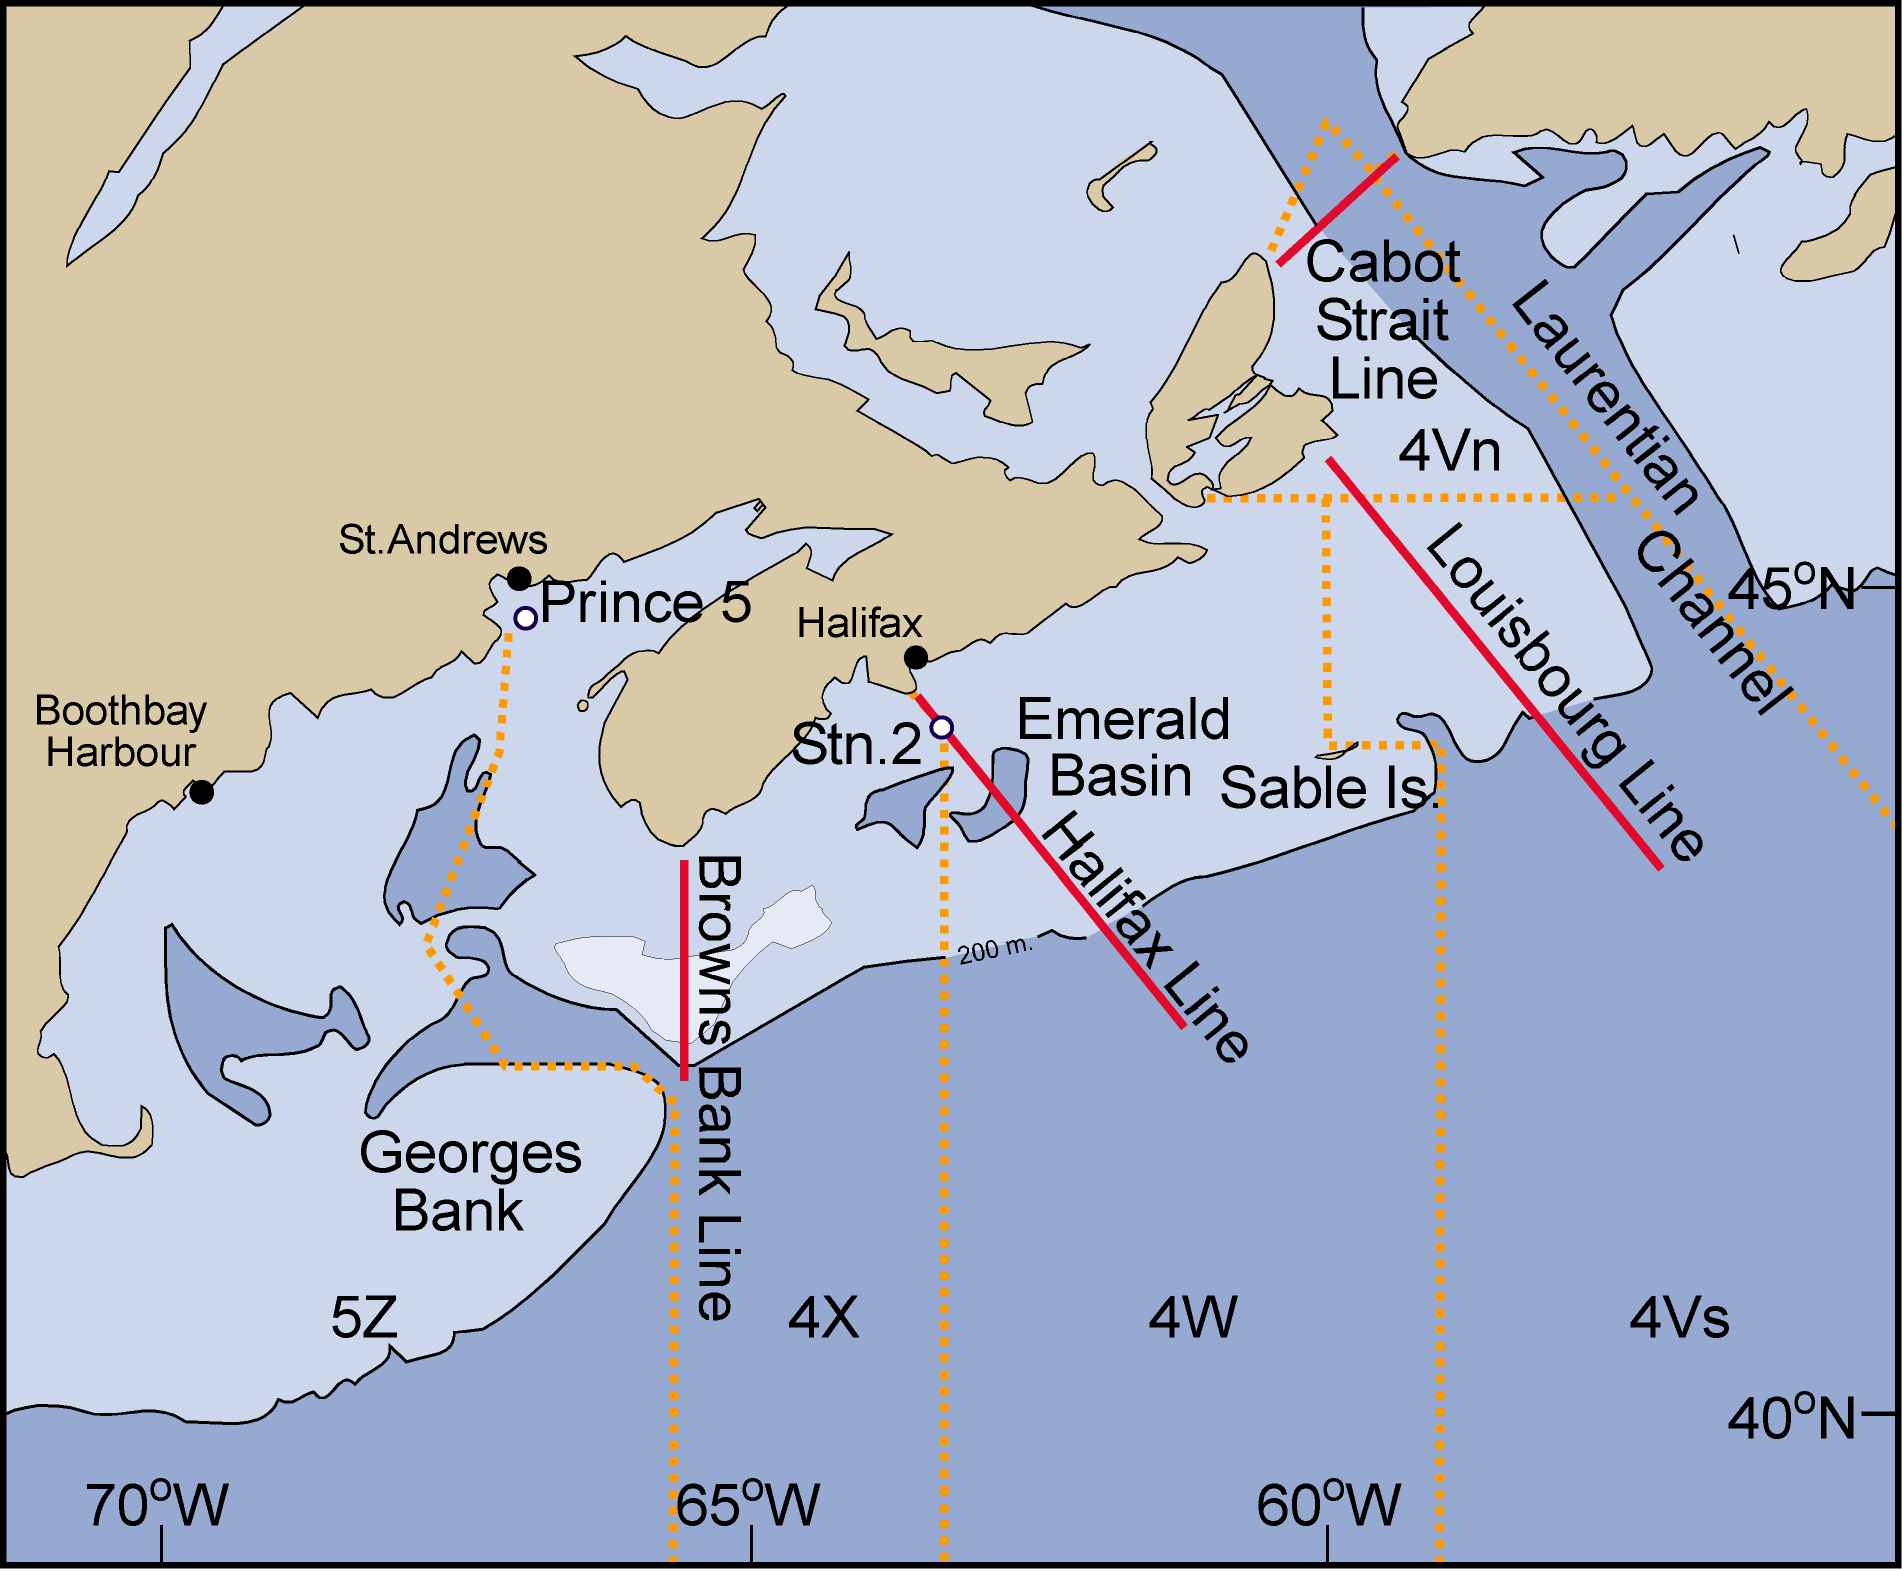 Cabot
Strait
Line
Laurentian
Channel
4Vn
St.Andrews
Prince 5
Louisbourg Line
45°N
Halifax
Boothbay
Harbour
Stn.2
Emerald
Basin
Sable Is.
Halifax Line
Browns Bank Line
200 m.
Georges
Bank
5Z
4X
4W
4Vs
40°N
70°W
65°W
60°W